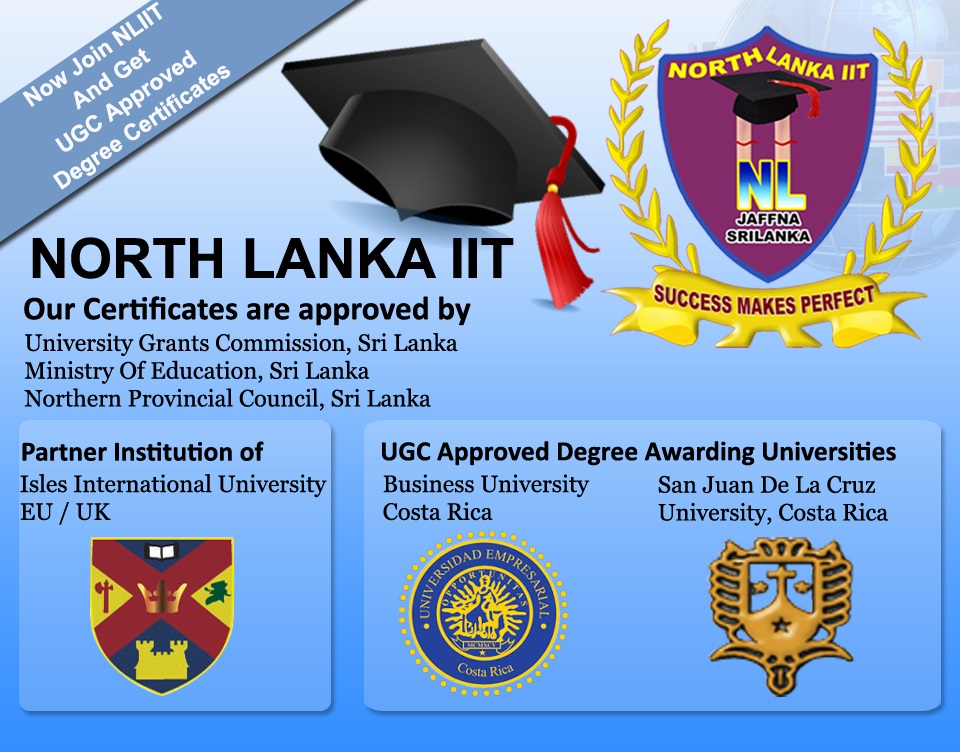 Now Join NLIIT
And Get
UGC Approved
Degree Certificates
NORTH LANKA IIT
NL
JAFFNA
SRILANKA
SUCCESS MAKES PERFECT
NORTH LANKA IIT
Our Certificates are approved by
University Grants Commission, Sri Lanka
Ministry Of Education, Sri Lanka
Northern Provincial Council, Sri Lanka
Partner Institution of
Isles International University
EU / UK
UGC Approved Degree Awarding Universities
Business University
Costa Rica
San Juan De La Cruz
University, Costa Rica
UNIVERSIDAD EMPRESARIAL
OPPORTUNITAS
MCMXCV
Costa Rica